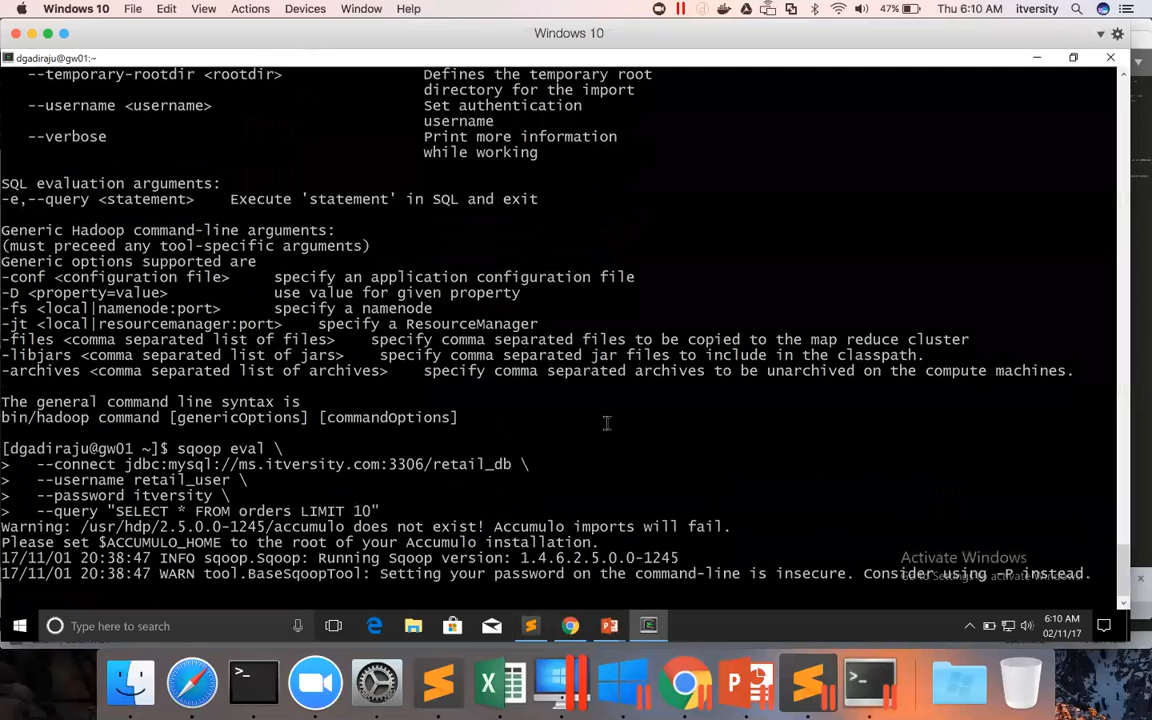 Windows 10 File Edit View Actions Devices Window Help 47% Thu 6:10 AM itversity
Windows 10
dgadiraju@gw01:~
--temporary-rootdir <rootdir> Defines the temporary root
directory for the import
--username <username> Set authentication
username
--verbose Print more information
while working
SQL evaluation arguments:
-e,--query <statement> Execute 'statement' in SQL and exit
Generic Hadoop command-line arguments:
(must preceed any tool-specific arguments)
Generic options supported are
-conf <configuration file> specify an application configuration file
-D <property=value> use value for given property
-fs <local|namenode:port> specify a namenode
-jt <local|resourcemanager:port> specify a ResourceManager
-files <comma separated list of files> specify comma separated files to be copied to the map reduce cluster
-libjars <comma separated list of jars> specify comma separated jar files to include in the classpath.
-archives <comma separated list of archives> specify comma separated archives to be unarchived on the compute machines.
The general command line syntax is
bin/hadoop command [genericOptions] [commandOptions]
[dgadiraju@gw01 ~]$ sqoop eval \
> --connect jdbc:mysql://ms.itversity.com:3306/retail_db \
> --username retail_user \
> --password itversity \
> --query "SELECT * FROM orders LIMIT 10"
Warning: /usr/hdp/2.5.0.0-1245/accumulo does not exist! Accumulo imports will fail.
Please set $ACCUMULO_HOME to the root of your Accumulo installation.
17/11/01 20:38:47 INFO sqoop.Sqoop: Running Sqoop version: 1.4.6.2.5.0.0-1245
17/11/01 20:38:47 WARN tool.BaseSqoopTool: Setting your password on the command-line is insecure. Consider using -P instead.
Activate Windows
Go to Settings to activate Windows.
Type here to search
6:10 AM
02/11/17